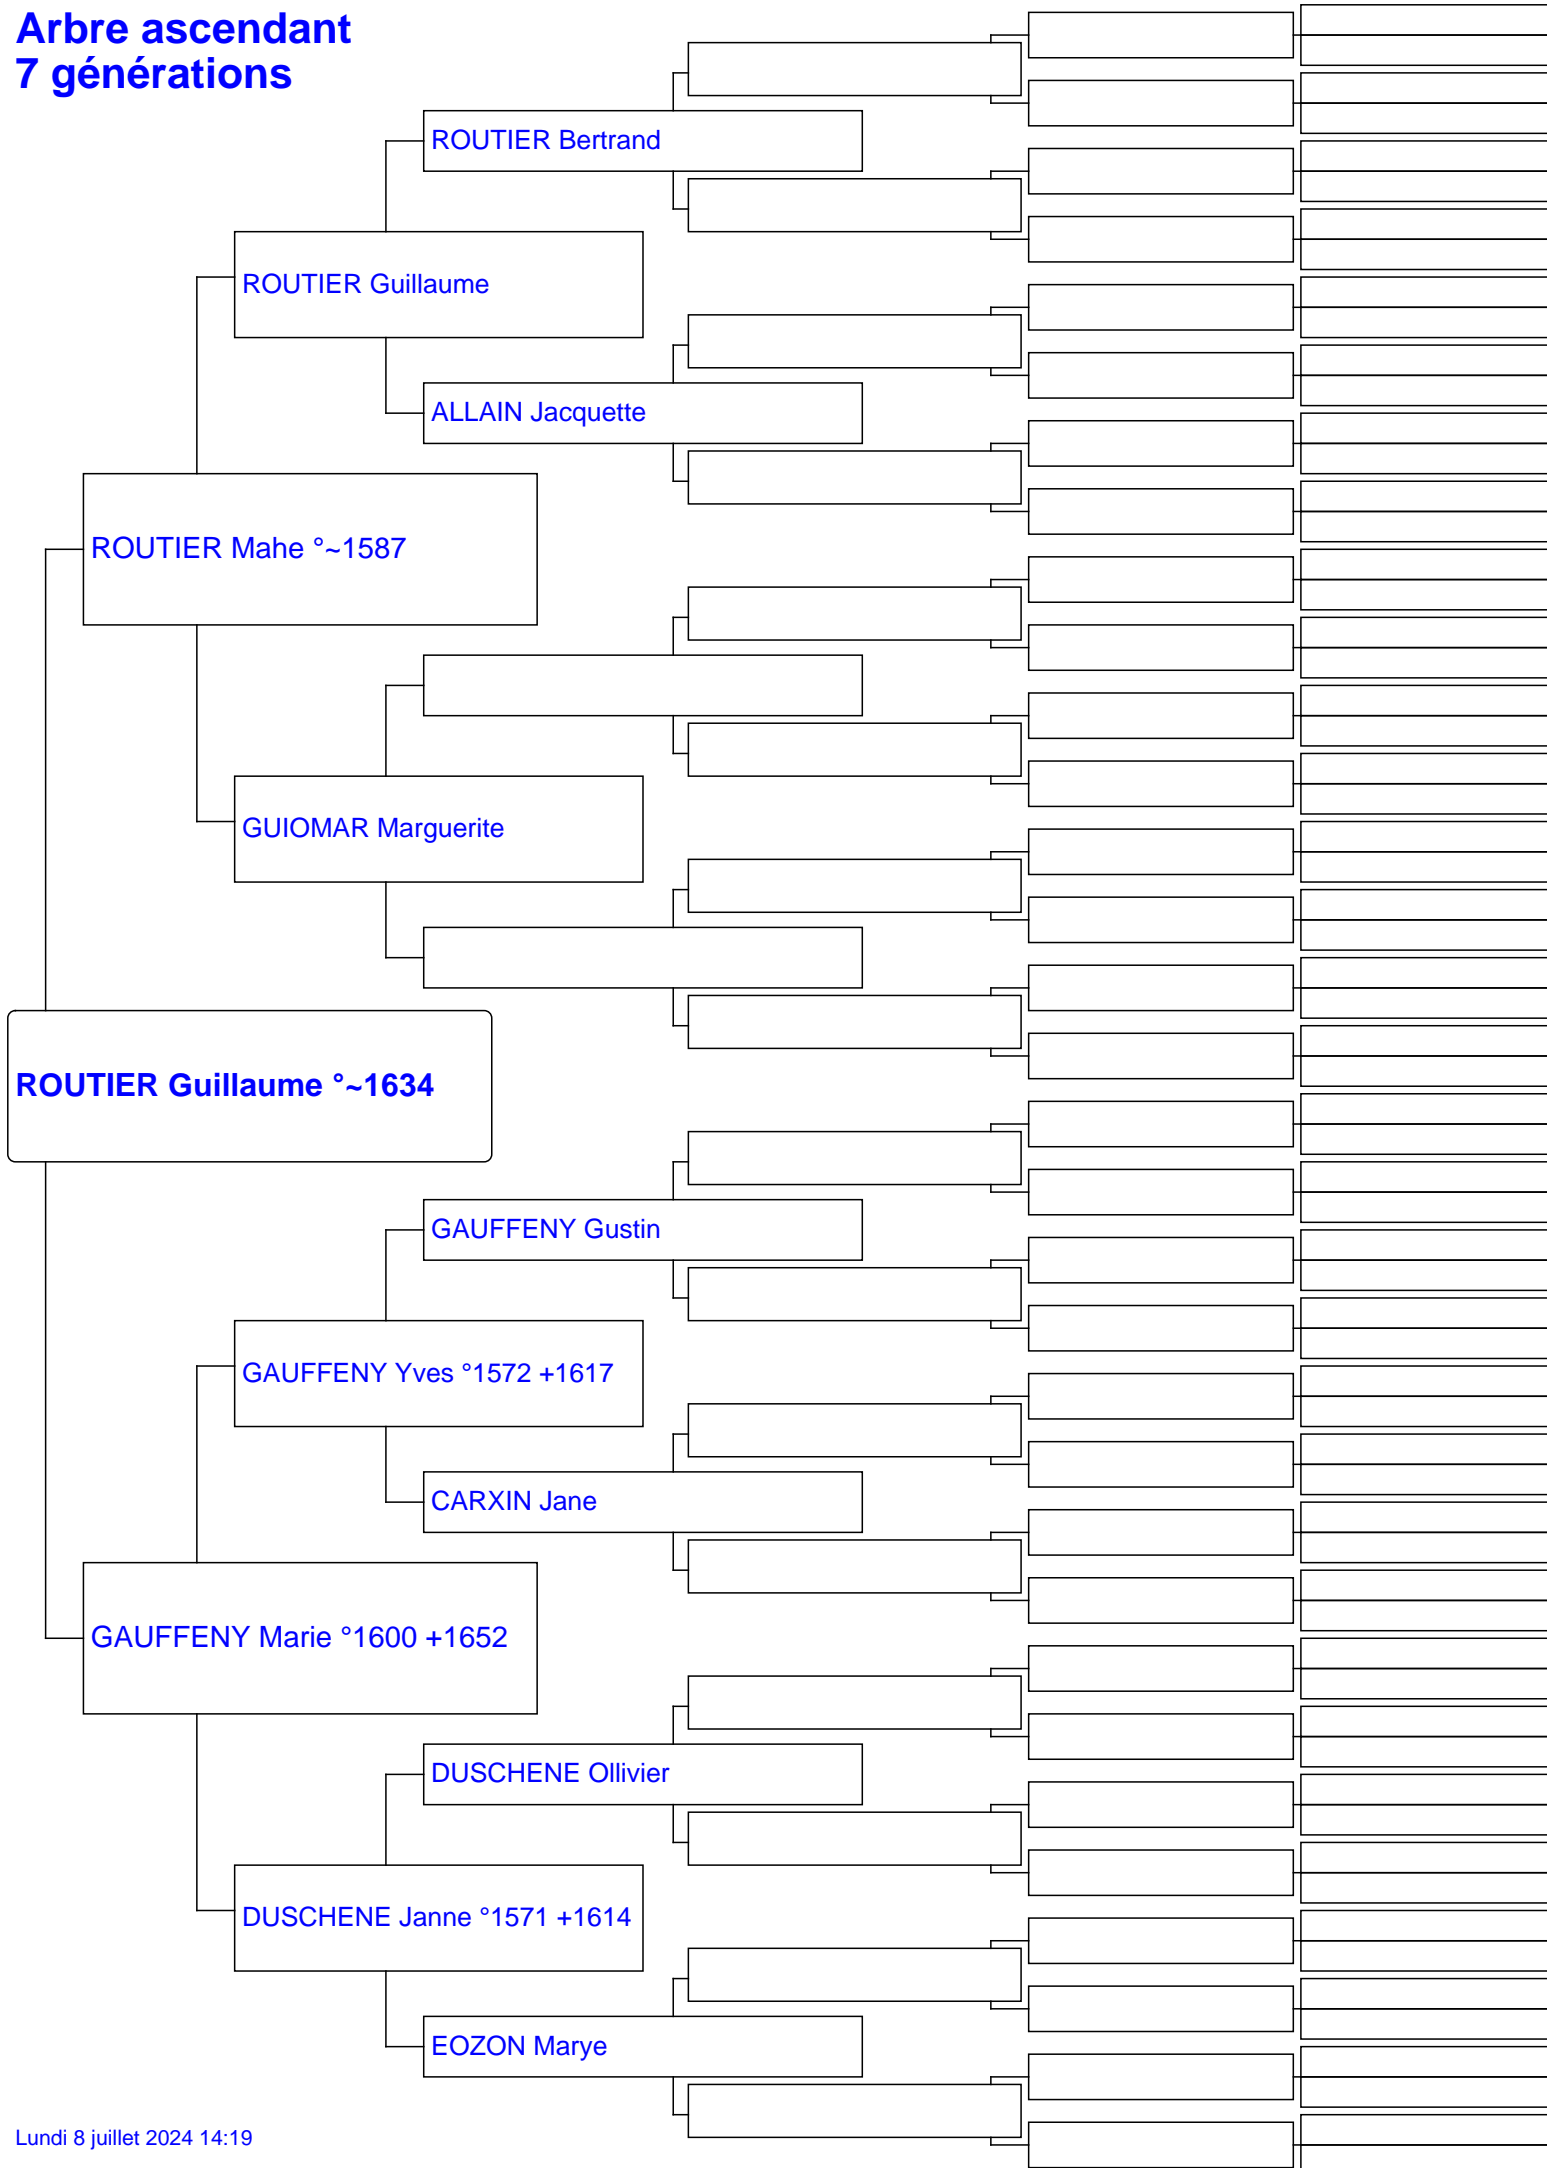 Arbre ascendant
7 générations
ROUTIER Bertrand
ROUTIER Guillaume
ALLAIN Jacquette
ROUTIER Mahe °~1587
GUIOMAR Marguerite
ROUTIER Guillaume °~1634
GAUFFENY Gustin
GAUFFENY Yves °1572 +1617
CARXIN Jane
GAUFFENY Marie °1600 +1652
DUSCHENE Ollivier
DUSCHENE Janne °1571 +1614
EOZON Marye
Lundi 8 juillet 2024 14:19